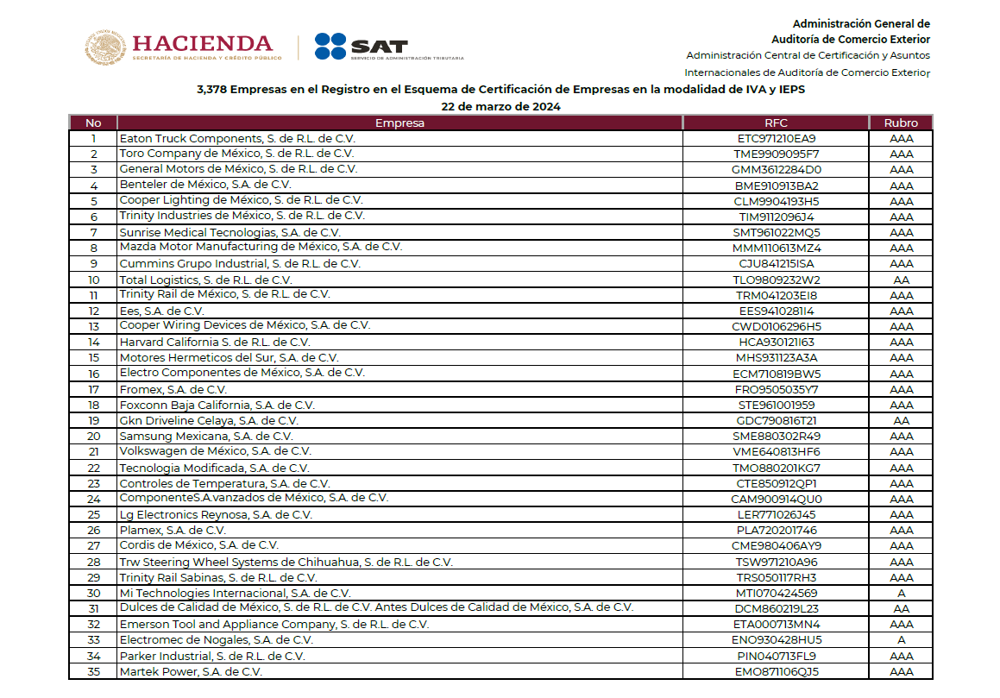 HACIENDA
SECRETARÍA DE HACIENDA Y CRÉDITO PÚBLICO
SAT
SERVICIO DE ADMINISTRACIÓN TRIBUTARIA
Administración General de
Auditoría de Comercio Exterior
Administración Central de Certificación y Asuntos
Internacionales de Auditoría de Comercio Exterior
3,378 Empresas en el Registro en el Esquema de Certificación de Empresas en la modalidad de IVA y IEPS
22 de marzo de 2024
No Empresa RFC Rubro
1 Eaton Truck Components, S. de R.L. de C.V. ETC971210EA9 AAA
2 Toro Company de México, S. de R.L. de C.V. TME9909095F7 AAA
3 General Motors de México, S. de R.L. de C.V. GMM3612284D0 AAA
4 Benteler de México, S.A. de C.V. BME910913BA2 AAA
5 Cooper Lighting de México, S. de R.L. de C.V. CLM9904193H5 AAA
6 Trinity Industries de México, S. de R.L. de C.V. TIM9112096J4 AAA
7 Sunrise Medical Tecnologias, S.A. de C.V. SMT961022MQ5 AAA
8 Mazda Motor Manufacturing de México, S.A. de C.V. MMM110613MZ4 AAA
9 Cummins Grupo Industrial, S. de R.L. de C.V. CJU841215ISA AAA
10 Total Logistics, S. de R.L. de C.V. TLO9809232W2 AA
11 Trinity Rail de México, S. de R.L. de C.V. TRM041203EI8 AAA
12 Ees, S.A. de C.V. EES9410281I4 AAA
13 Cooper Wiring Devices de México, S.A. de C.V. CWD0106296H5 AAA
14 Harvard California S. de R.L. de C.V. HCA930121I63 AAA
15 Motores Hermeticos del Sur, S.A. de C.V. MHS931123A3A AAA
16 Electro Componentes de México, S.A. de C.V. ECM710819BW5 AAA
17 Fromex, S.A. de C.V. FRO9505035Y7 AAA
18 Foxconn Baja California, S.A. de C.V. STE961001959 AAA
19 Gkn Driveline Celaya, S.A. de C.V. GDC790816T21 AA
20 Samsung Mexicana, S.A. de C.V. SME880302R49 AAA
21 Volkswagen de México, S.A. de C.V. VME640813HF6 AAA
22 Tecnologia Modificada, S.A. de C.V. TMO880201KG7 AAA
23 Controles de Temperatura, S.A. de C.V. CTE850912QP1 AAA
24 ComponenteS.A.vanzados de México, S.A. de C.V. CAM900914QU0 AAA
25 Lg Electronics Reynosa, S.A. de C.V. LER771026J45 AAA
26 Plamex, S.A. de C.V. PLA720201746 AAA
27 Cordis de México, S.A. de C.V. CME980406AY9 AAA
28 Trw Steering Wheel Systems de Chihuahua, S. de R.L. de C.V. TSW971210A96 AAA
29 Trinity Rail Sabinas, S. de R.L. de C.V. TRS050117RH3 AAA
30 Mi Technologies Internacional, S.A. de C.V. MTI070424569 A
31 Dulces de Calidad de México, S. de R.L. de C.V. Antes Dulces de Calidad de México, S.A. de C.V. DCM860219L23 AA
32 Emerson Tool and Appliance Company, S. de R.L. de C.V. ETA000713MN4 AAA
33 Electromec de Nogales, S.A. de C.V. ENO930428HU5 A
34 Parker Industrial, S. de R.L. de C.V. PIN040713FL9 AAA
35 Martek Power, S.A. de C.V. EMO871106QJ5 AAA